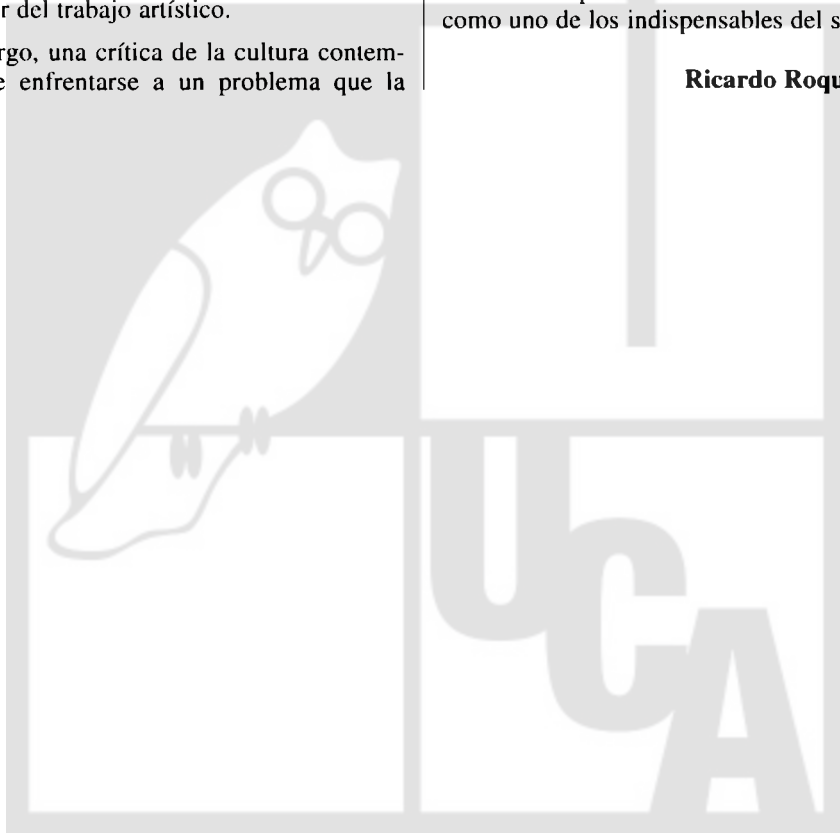 r del trabajo artístico.
rgo, una crítica de la cultura contem-
e enfrentarse a un problema que la
como uno de los indispensables del s
Ricardo Roqu
UCA